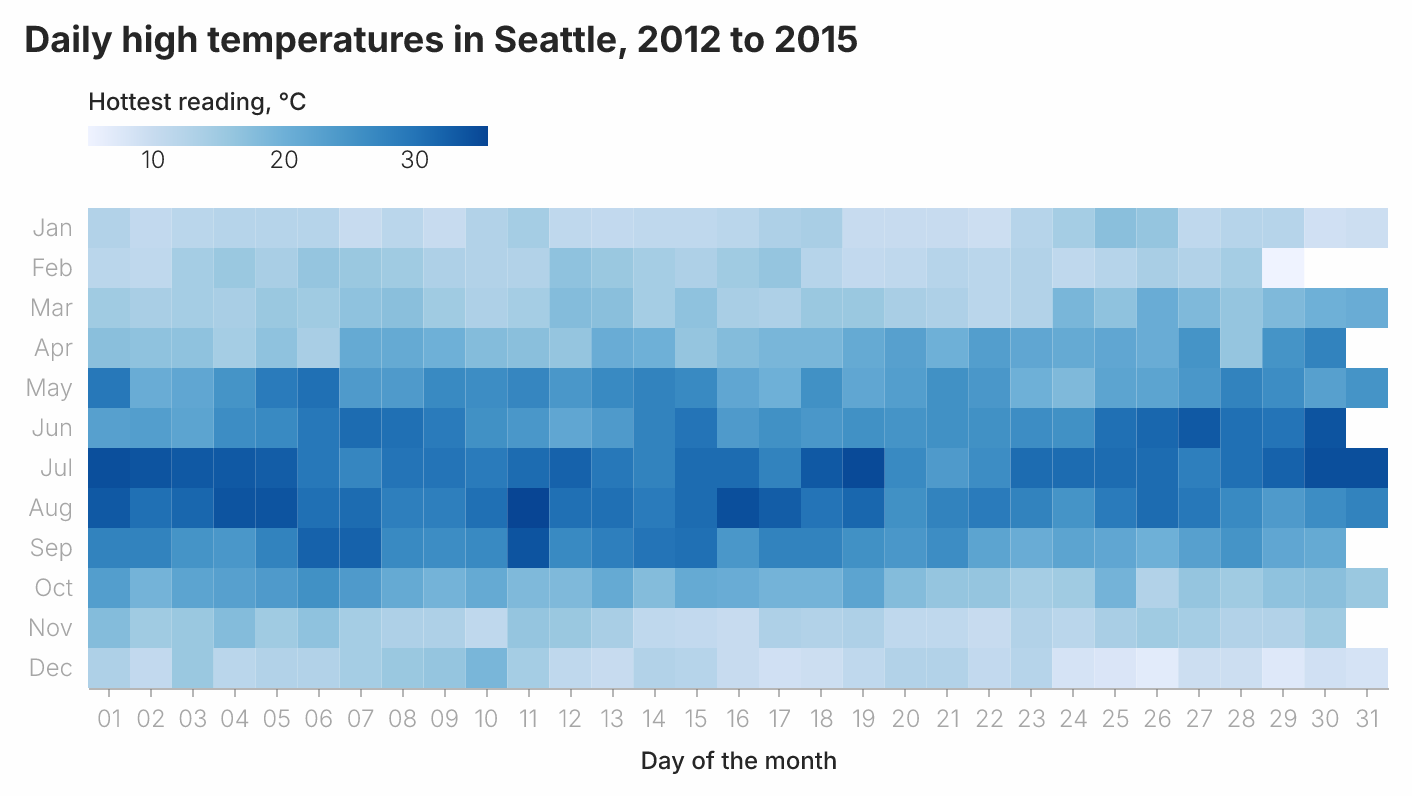 Daily high temperatures in Seattle, 2012 to 2015
Hottest reading, °C
10 20 30
Jan
Feb
Mar
Apr
May
Jun
Jul
Aug
Sep
Oct
Nov
Dec
01 02 03 04 05 06 07 08 09 10 11 12 13 14 15 16 17 18 19 20 21 22 23 24 25 26 27 28 29 30 31
Day of the month